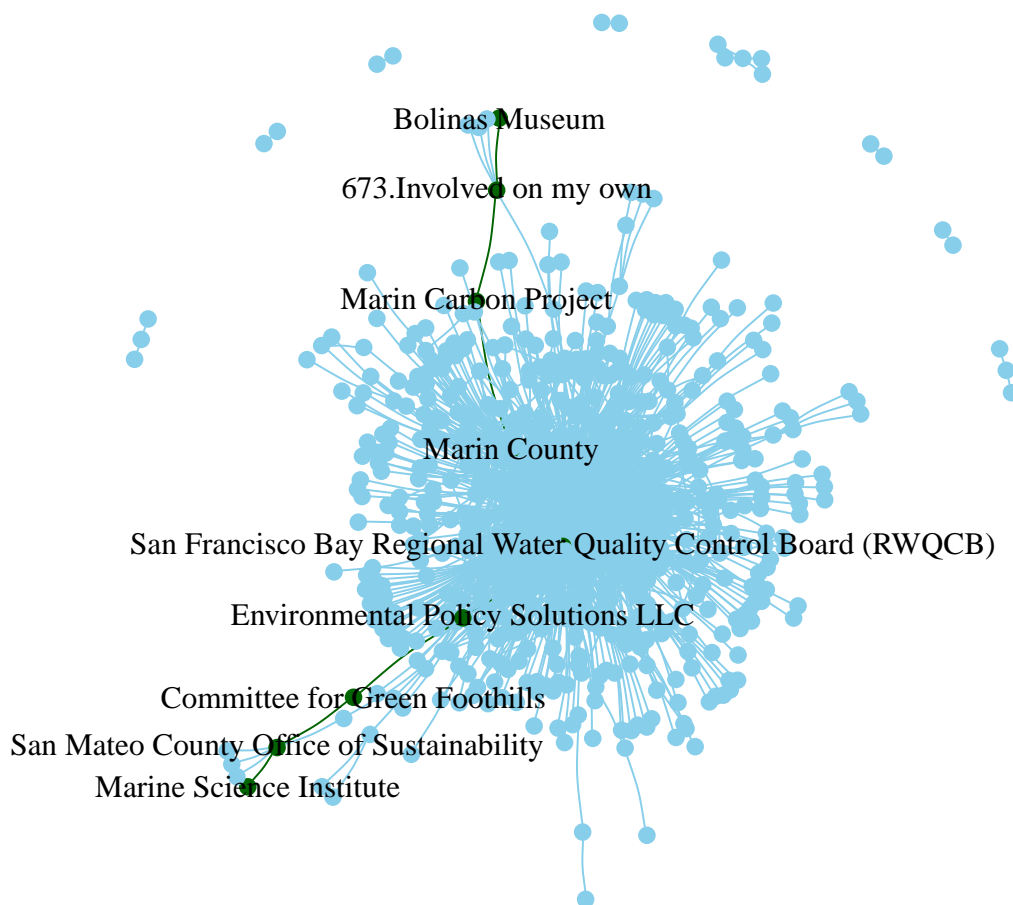 Bolinas Museum
673.Involved on my own
Marin Carbon Project
Marin County
San Francisco Bay Regional Water Quality Control Board (RWQCB)
Environmental Policy Solutions LLC
Committee for Green Foothills
San Mateo County Office of Sustainability
Marine Science Institute